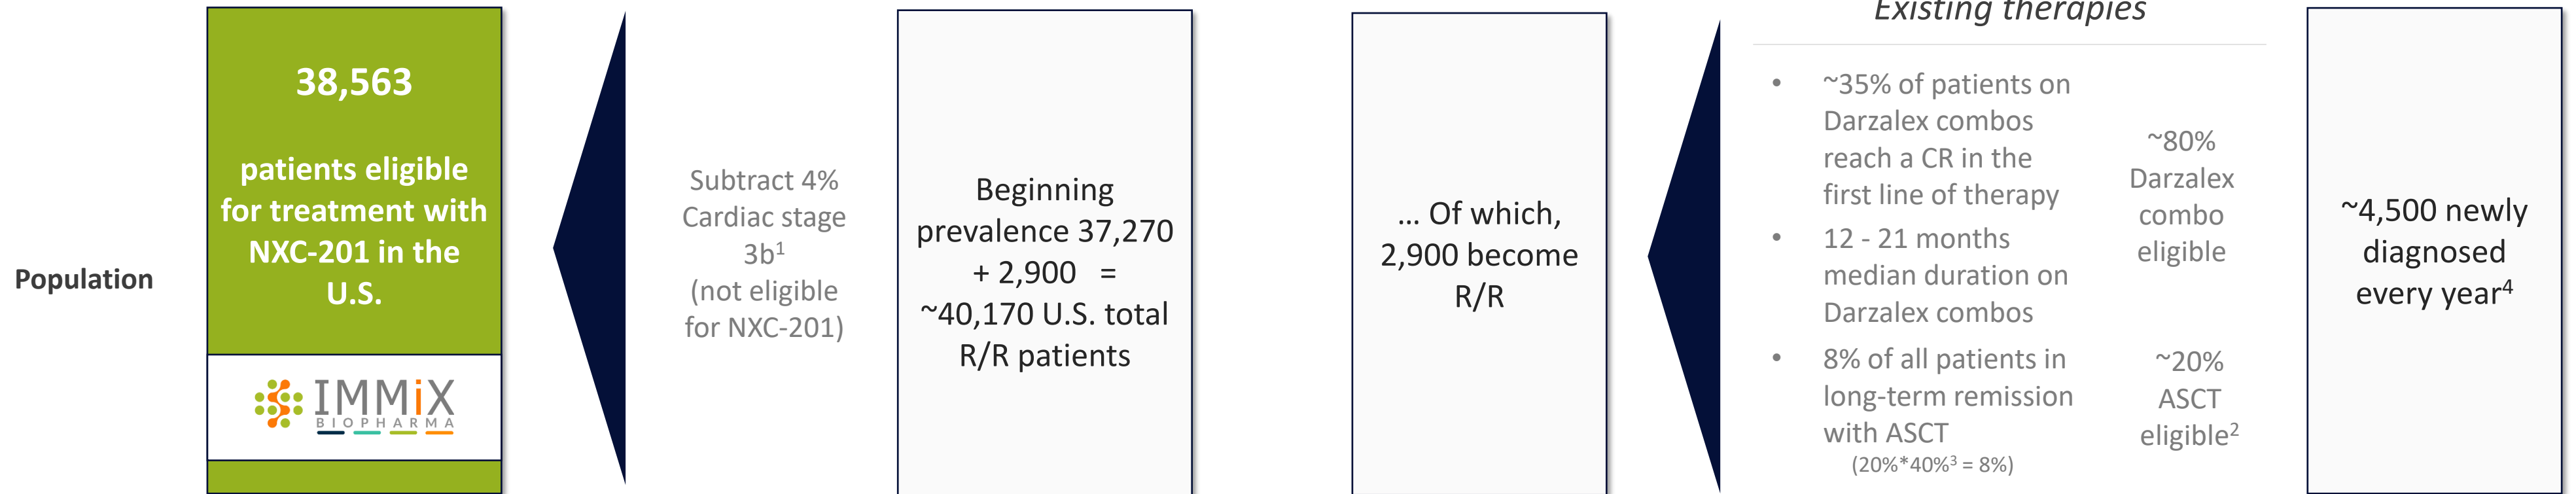 Population
38,563
patients eligible
for treatment with
NXC-201 in the
U.S.
IMMiX
BIOPHARMA
Subtract 4%
Cardiac stage
3b¹
(not eligible
for NXC-201)
Beginning
prevalence 37,270
+ 2,900 =
~40,170 U.S. total
R/R patients
... Of which,
2,900 become
R/R
Existing therapies
• ~35% of patients on
Darzalex combos
reach a CR in the
first line of therapy
• 12 - 21 months
median duration on
Darzalex combos
• 8% of all patients in
long-term remission
with ASCT
(20%*40%³ = 8%)
~80%
Darzalex
combo
eligible
~20%
ASCT
eligible²
~4,500 newly
diagnosed
every year⁴